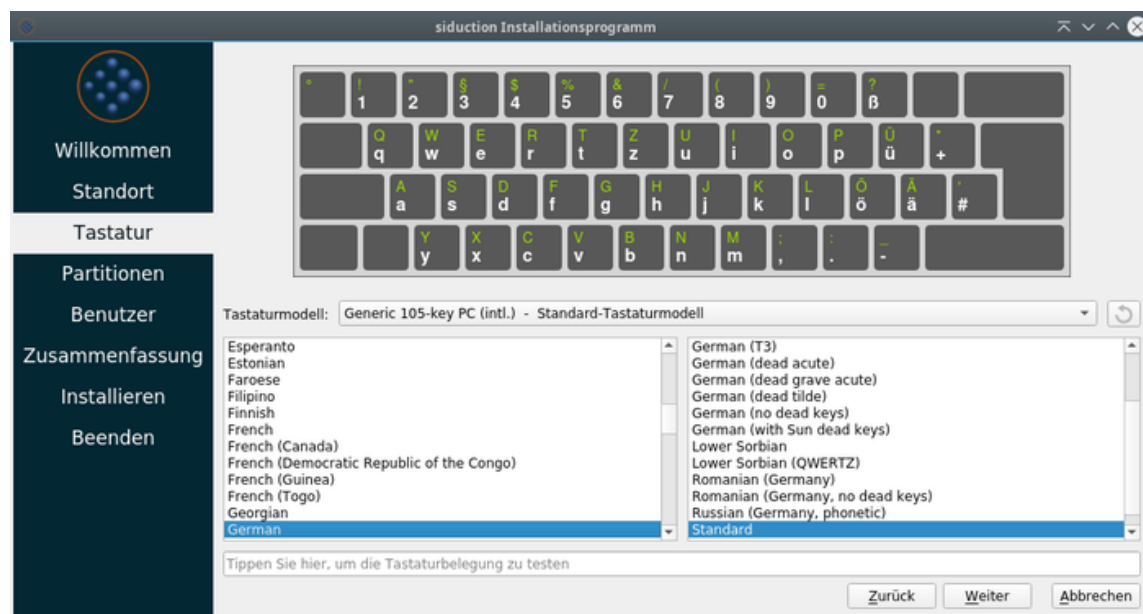 siduction Installationsprogramm
Willkommen
Standort
Tastatur
Partitionen
Benutzer
Zusammenfassung
Installieren
Beenden
° ! " § $ % & / ( ) = ?
1 2 3 4 5 6 7 8 9 0 ß
Q W E R T Z U I O P Ü *
q w e r t z u i o p ü +
A S D F G H J K L Ö Ä '
a s d f g h j k l ö ä #
Y X C V B N M ; : _
y x c v b n m , . -
Tastaturmodell: Generic 105-key PC (intl.) - Standard-Tastaturmodell
Esperanto
Estonian
Faroese
Filipino
Finnish
French
French (Canada)
French (Democratic Republic of the Congo)
French (Guinea)
French (Togo)
Georgian
German
German (T3)
German (dead acute)
German (dead grave acute)
German (dead tilde)
German (no dead keys)
German (with Sun dead keys)
Lower Sorbian
Lower Sorbian (QWERTZ)
Romanian (Germany)
Romanian (Germany, no dead keys)
Russian (Germany, phonetic)
Standard
Tippen Sie hier, um die Tastaturbelegung zu testen
Zurück Weiter Abbrechen